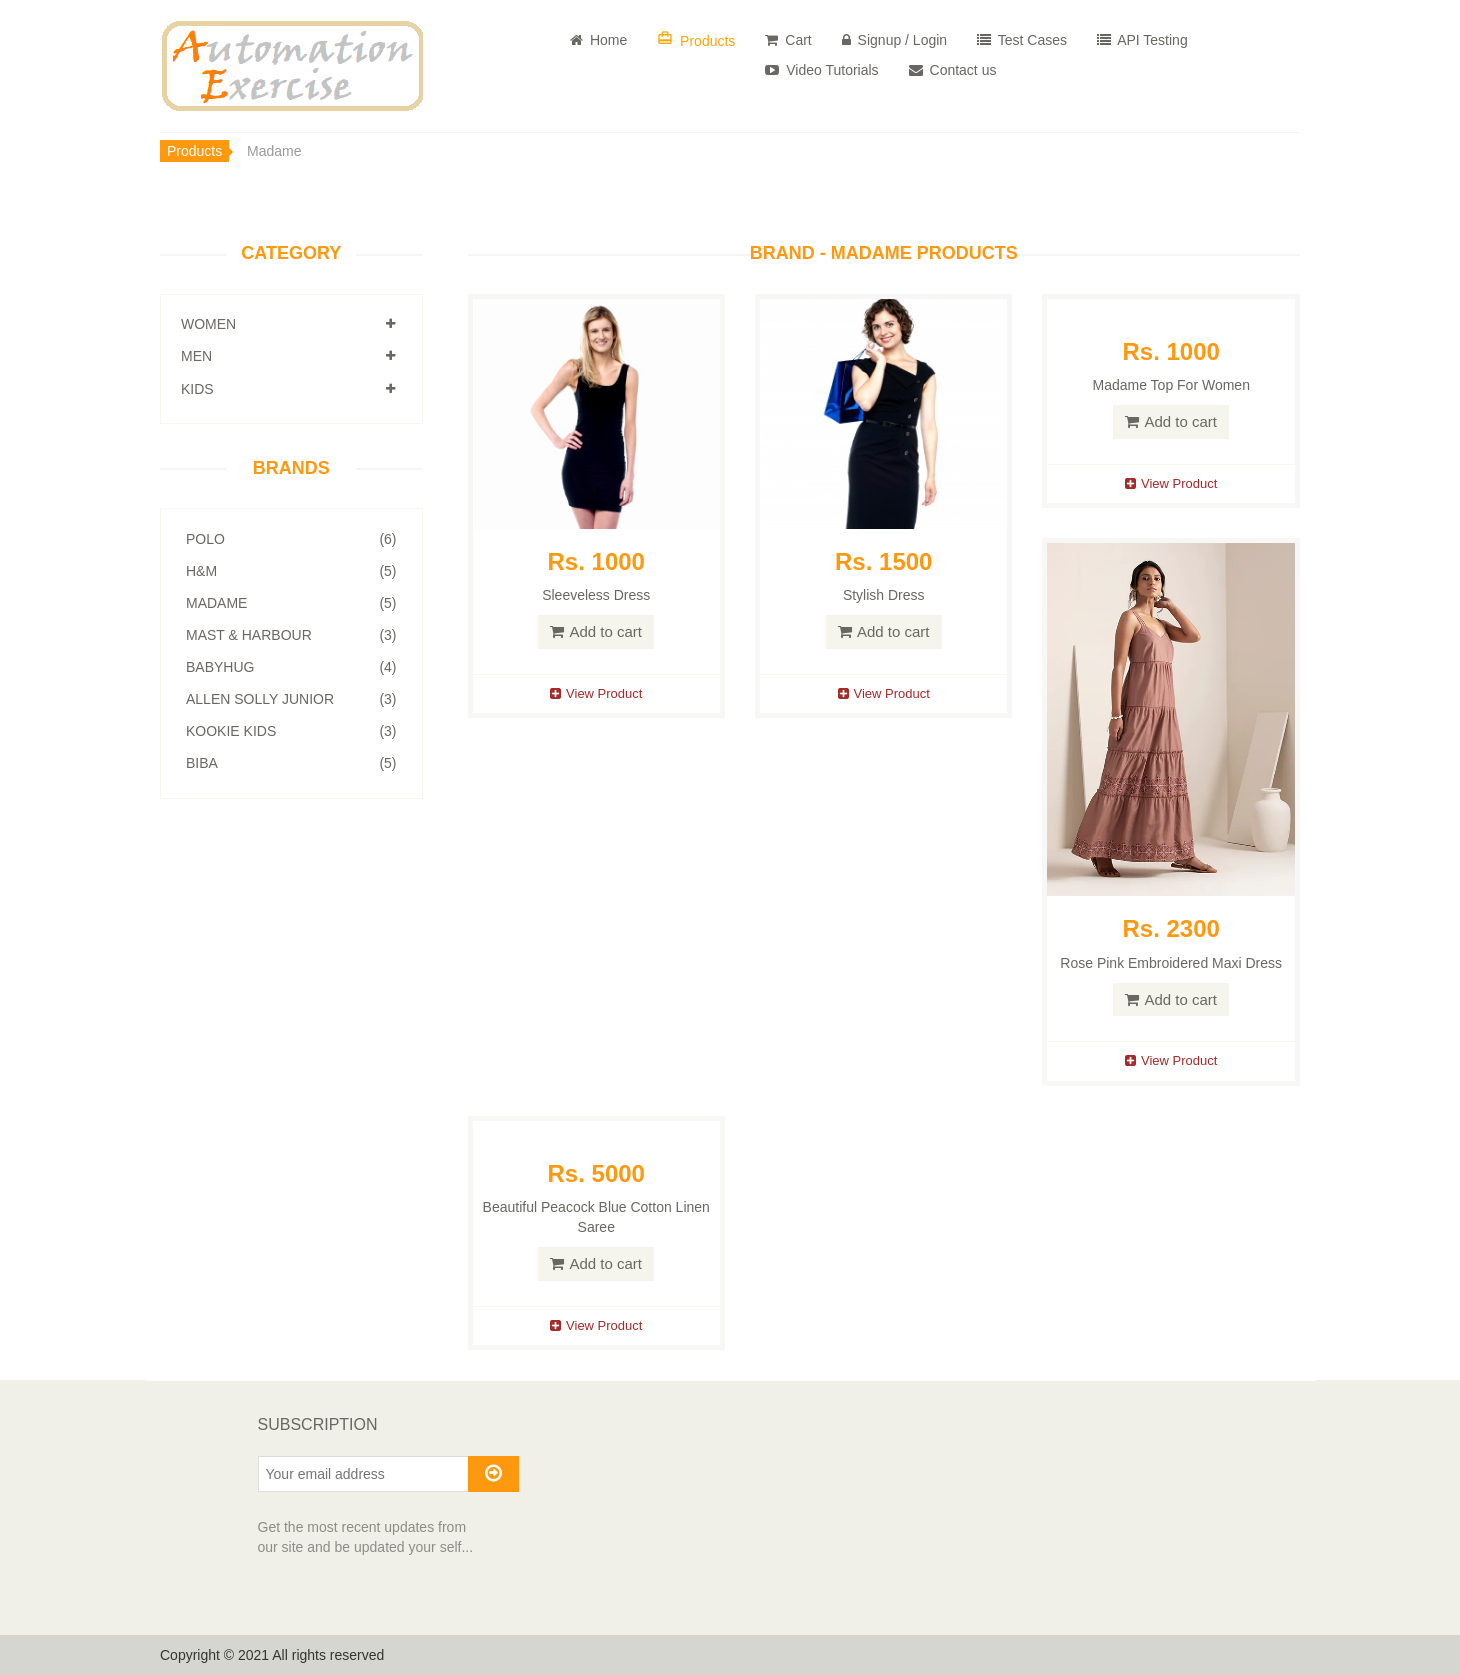 Automation
Exercise
Home
Products
Cart
Signup / Login
Test Cases
API Testing
Video Tutorials
Contact us
Products
Madame
CATEGORY
WOMEN
MEN
KIDS
BRANDS
POLO (6)
H&M (5)
MADAME (5)
MAST & HARBOUR (3)
BABYHUG (4)
ALLEN SOLLY JUNIOR (3)
KOOKIE KIDS (3)
BIBA (5)
BRAND - MADAME PRODUCTS
Rs. 1000
Sleeveless Dress
Add to cart
View Product
Rs. 1500
Stylish Dress
Add to cart
View Product
Rs. 1000
Madame Top For Women
Add to cart
View Product
Rs. 2300
Rose Pink Embroidered Maxi Dress
Add to cart
View Product
Rs. 5000
Beautiful Peacock Blue Cotton Linen
Saree
Add to cart
View Product
SUBSCRIPTION
Your email address
Get the most recent updates from
our site and be updated your self...
Copyright © 2021 All rights reserved